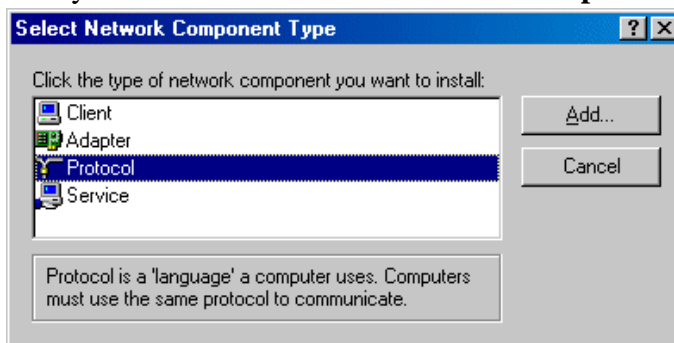 Select Network Component Type
Click the type of network component you want to install:
Client
Adapter
Protocol
Service
Add...
Cancel
Protocol is a 'language' a computer uses. Computers
must use the same protocol to communicate.